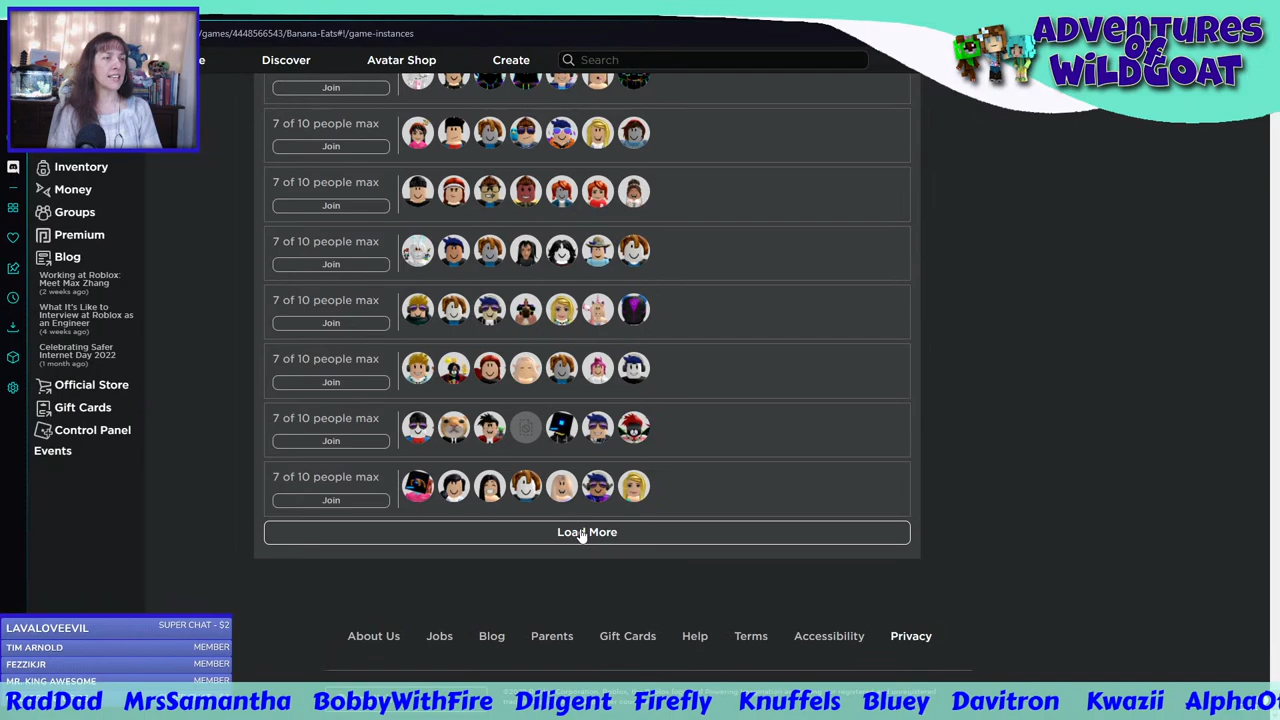 /games/4448566543/Banana-Eats#!/game-instances
ADVENTURES
OF
WILDGOAT
Discover
Avatar Shop
Create
Search
Join
7 of 10 people max
Join
Inventory
Money
7 of 10 people max
Join
Groups
Premium
7 of 10 people max
Join
Blog
Working at Roblox:
Meet Max Zhang
(2 weeks ago)
What It's Like to
Interview at Roblox as
an Engineer
(4 weeks ago)
7 of 10 people max
Join
Celebrating Safer
Internet Day 2022
(1 month ago)
7 of 10 people max
Join
Official Store
Gift Cards
7 of 10 people max
Join
Control Panel
Events
7 of 10 people max
Join
Load More
About Us
Jobs
Blog
Parents
Gift Cards
Help
Terms
Accessibility
Privacy
LAVALOVEEVIL SUPER CHAT - $2
TIM ARNOLD MEMBER
FEZZIKJR MEMBER
MR. KING AWESOME MEMBER
RadDad MrsSamantha BobbyWithFire Diligent Firefly Knuffels Bluey Davitron Kwazii